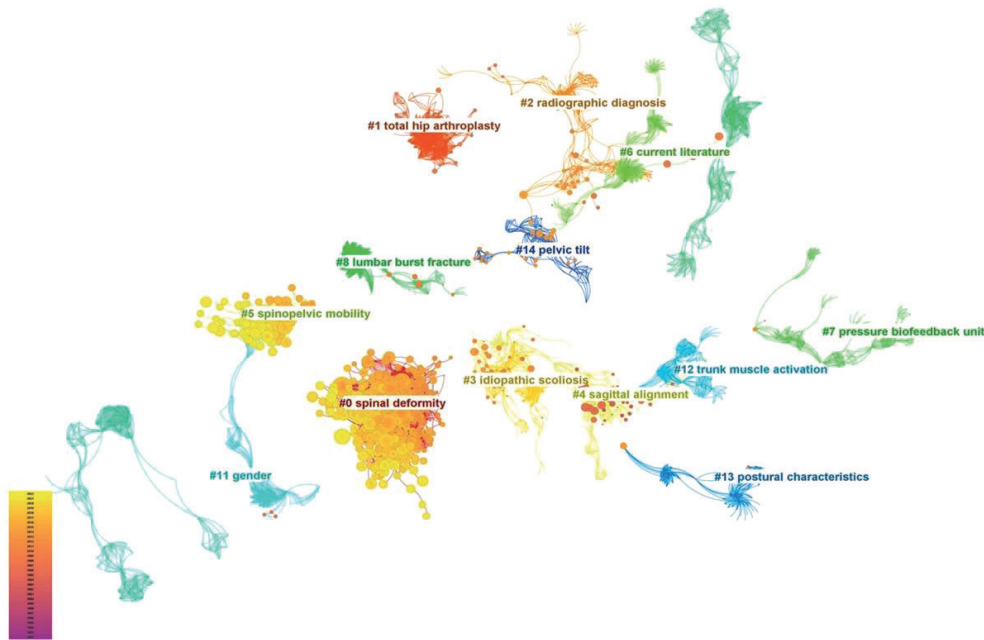 #2 radiographic diagnosis
#1 total hip arthroplasty
#6 current literature
#14 pelvic tilt
#8 lumbar burst fracture
#5 spinopelvic mobility
#7 pressure biofeedback unit
#12 trunk muscle activation
#3 idiopathic scoliosis
#4 sagittal alignment
#0 spinal deformity
#11 gender
#13 postural characteristics